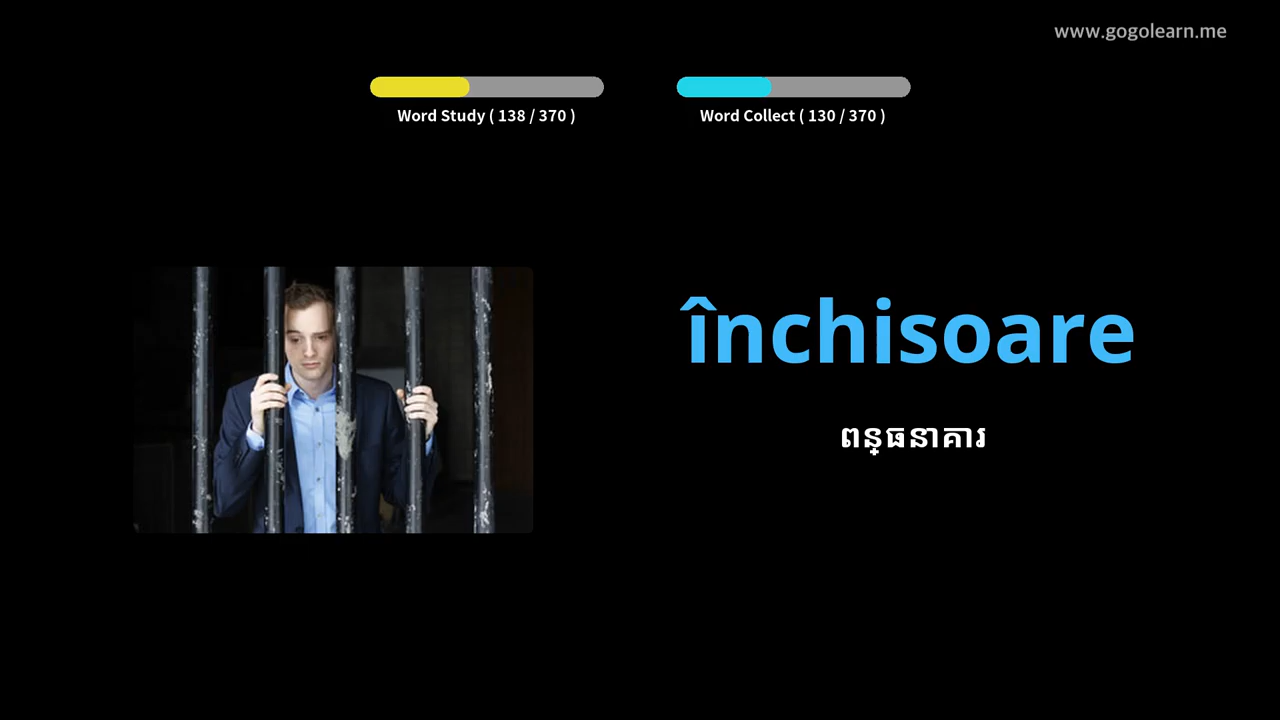 www.gogolearn.me
Word Study ( 138 / 370 )
Word Collect ( 130 / 370 )
închisoare
ពន្ធនាគារ